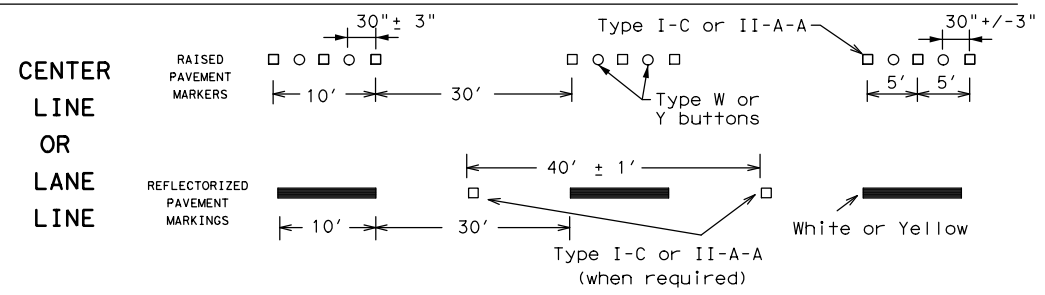 CENTER
LINE
OR
LANE
LINE
RAISED
PAVEMENT
MARKERS
30"± 3"
10'
30'
Type I-C or II-A-A
Type W or
Y buttons
30"+/-3"
5' 5'
REFLECTORIZED
PAVEMENT
MARKINGS
10'
30'
40' ± 1'
Type I-C or II-A-A
(when required)
White or Yellow